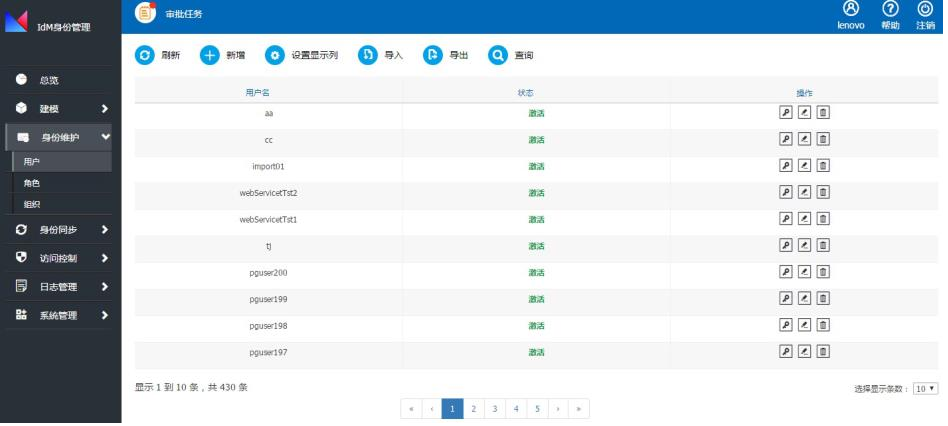 IdM身份管理
审批任务
lenovo 帮助 注销
刷新 新增 设置显示列 导入 导出 查询
总览
建模
身份维护
用户
角色
组织
身份同步
访问控制
日志管理
系统管理
用户名 状态 操作
aa 激活
cc 激活
import01 激活
webServicetTst2 激活
webServicetTst1 激活
tj 激活
pguser200 激活
pguser199 激活
pguser198 激活
pguser197 激活
显示 1 到 10 条，共 430 条
选择显示条数： 10
« ‹ 1 2 3 4 5 › »